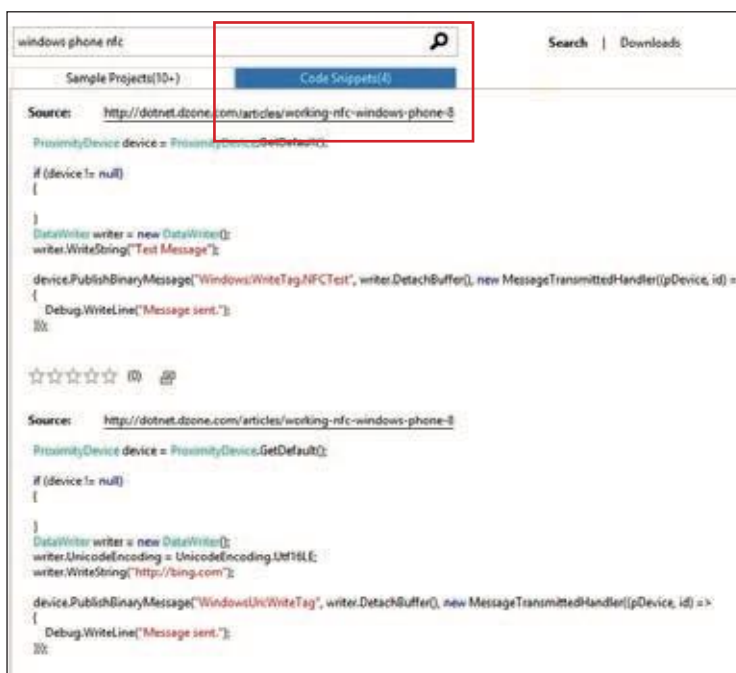 windows phone nfc
Search | Downloads
Sample Projects(10+) Code Snippets(4)
Source: http://dotnet.dzone.com/articles/working-nfc-windows-phone-8
ProximityDevice device = ProximityDevice.GetDefault();
if (device != null)
{
}
DataWriter writer = new DataWriter();
writer.WriteString("Test Message");
device.PublishBinaryMessage("Windows:WriteTag.NFCTest", writer.DetachBuffer(), new MessageTransmittedHandler((pDevice, id) =
{
Debug.WriteLine("Message sent.");
}));
(0)
Source: http://dotnet.dzone.com/articles/working-nfc-windows-phone-8
ProximityDevice device = ProximityDevice.GetDefault();
if (device != null)
{
}
DataWriter writer = new DataWriter();
writer.UnicodeEncoding = UnicodeEncoding.Utf16LE;
writer.WriteString("http://bing.com");
device.PublishBinaryMessage("WindowsUri:WriteTag", writer.DetachBuffer(), new MessageTransmittedHandler((pDevice, id) =>
{
Debug.WriteLine("Message sent.");
}));